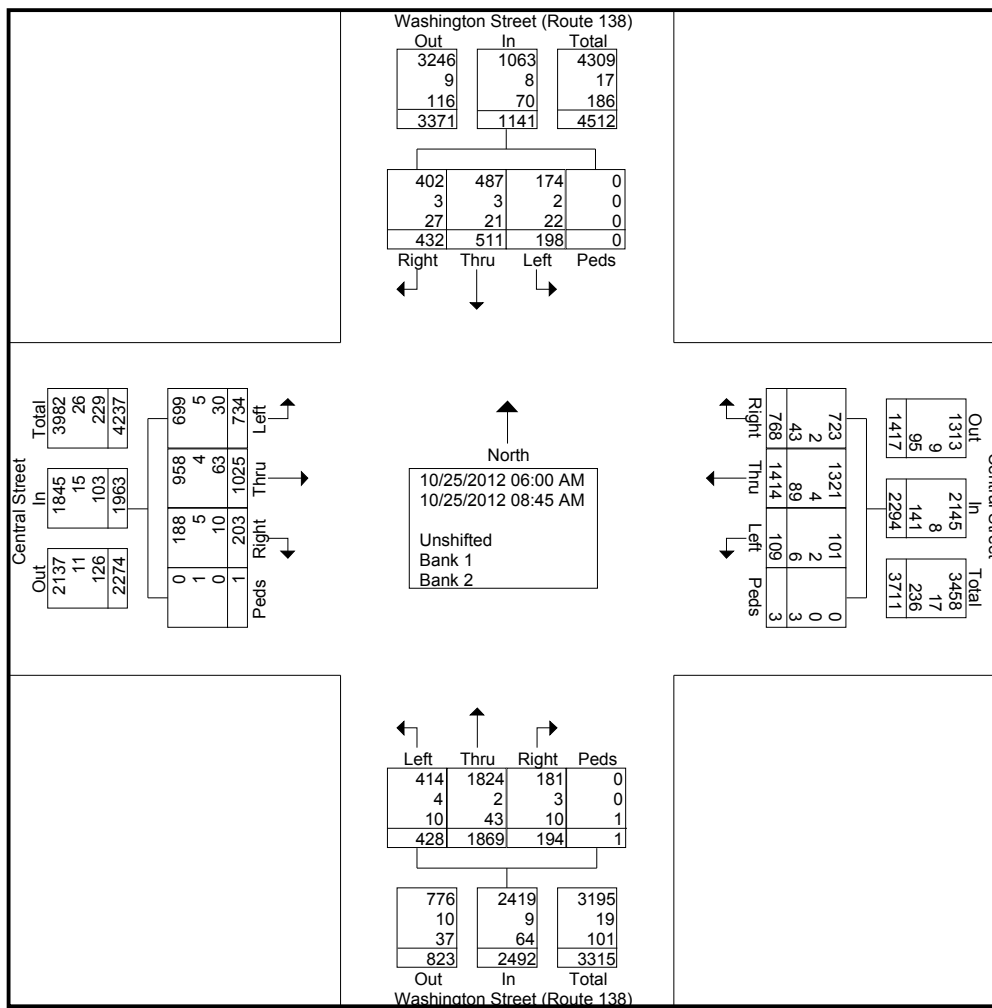 Washington Street (Route 138)
Out In Total
3246 1063 4309
9 8 17
116 70 186
3371 1141 4512
402 487 174 0
3 3 2 0
27 21 22 0
432 511 198 0
Right Thru Left Peds
Central Street
Total In Out
3982 1845 2137
26 15 11
229 103 126
4237 1963 2274
699 958 188 0
5 4 5 1
30 63 10 0
734 1025 203 1
Left Thru Right Peds
North
10/25/2012 06:00 AM
10/25/2012 08:45 AM
Unshifted
Bank 1
Bank 2
Right Thru Left Peds
723 1321 101 0
2 4 2 0
43 89 6 3
768 1414 109 3
Out In Total
1313 2145 3458
9 8 17
95 141 236
1417 2294 3711
Central Street
Left Thru Right Peds
414 1824 181 0
4 2 3 0
10 43 10 1
428 1869 194 1
776 2419 3195
10 9 19
37 64 101
823 2492 3315
Out In Total
Washington Street (Route 138)